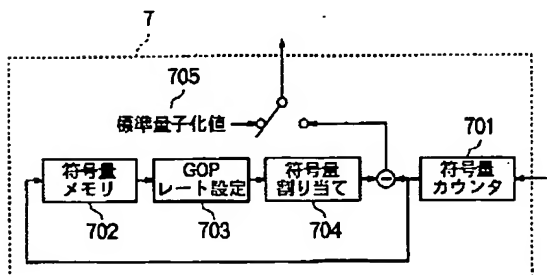 7
705
標準量子化値
701
符号量
メモリ
GOP
レート設定
符号量
割り当て
符号量
カウンタ
702
703
704